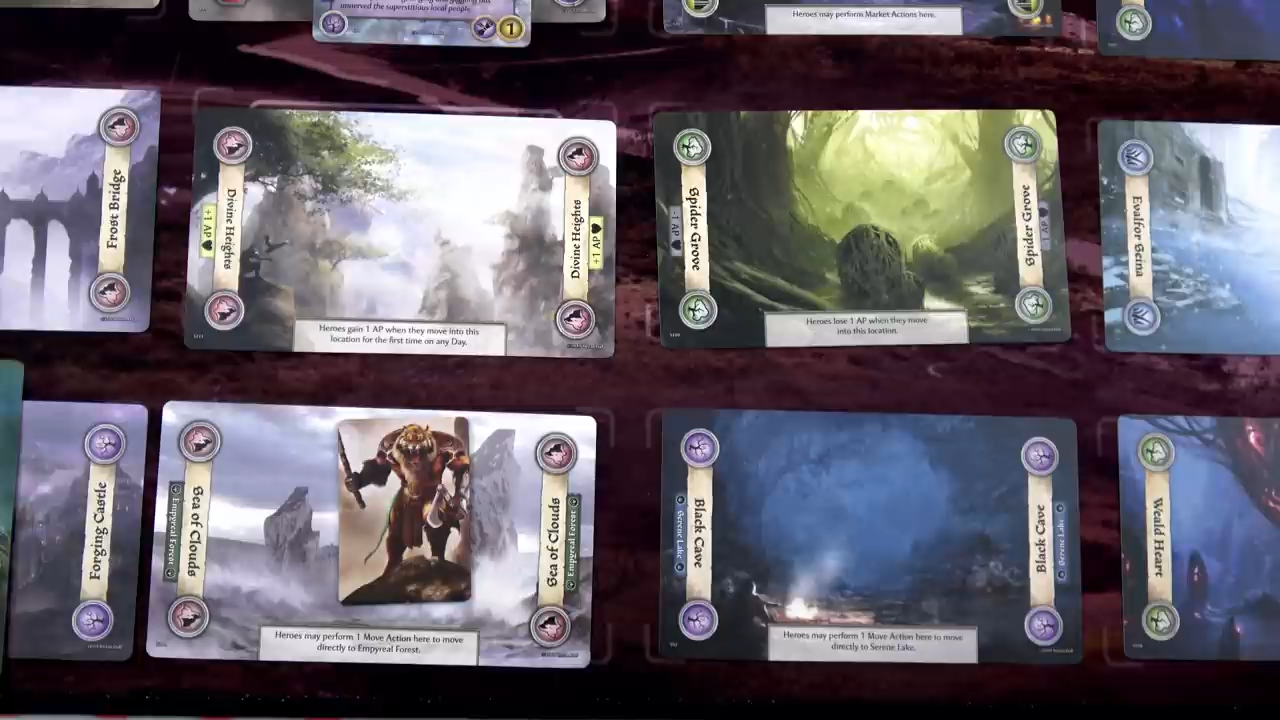 unnerved the superstitious local people.
1
Heroes may perform Market Actions here.
Frost Bridge
Divine Heights
+1 AP
Divine Heights
+1 AP
Heroes gain 1 AP when they move into this
location for the first time on any Day.
Spider Grove
-1 AP
Spider Grove
-1 AP
Heroes lose 1 AP when they move
into this location.
Evalfor Seina
Forging Castle
Sea of Clouds
Empyreal Forest
Sea of Clouds
Empyreal Forest
Heroes may perform 1 Move Action here to move
directly to Empyreal Forest.
Black Cave
Serene Lake
Black Cave
Serene Lake
Heroes may perform 1 Move Action here to move
directly to Serene Lake.
Weald Heart